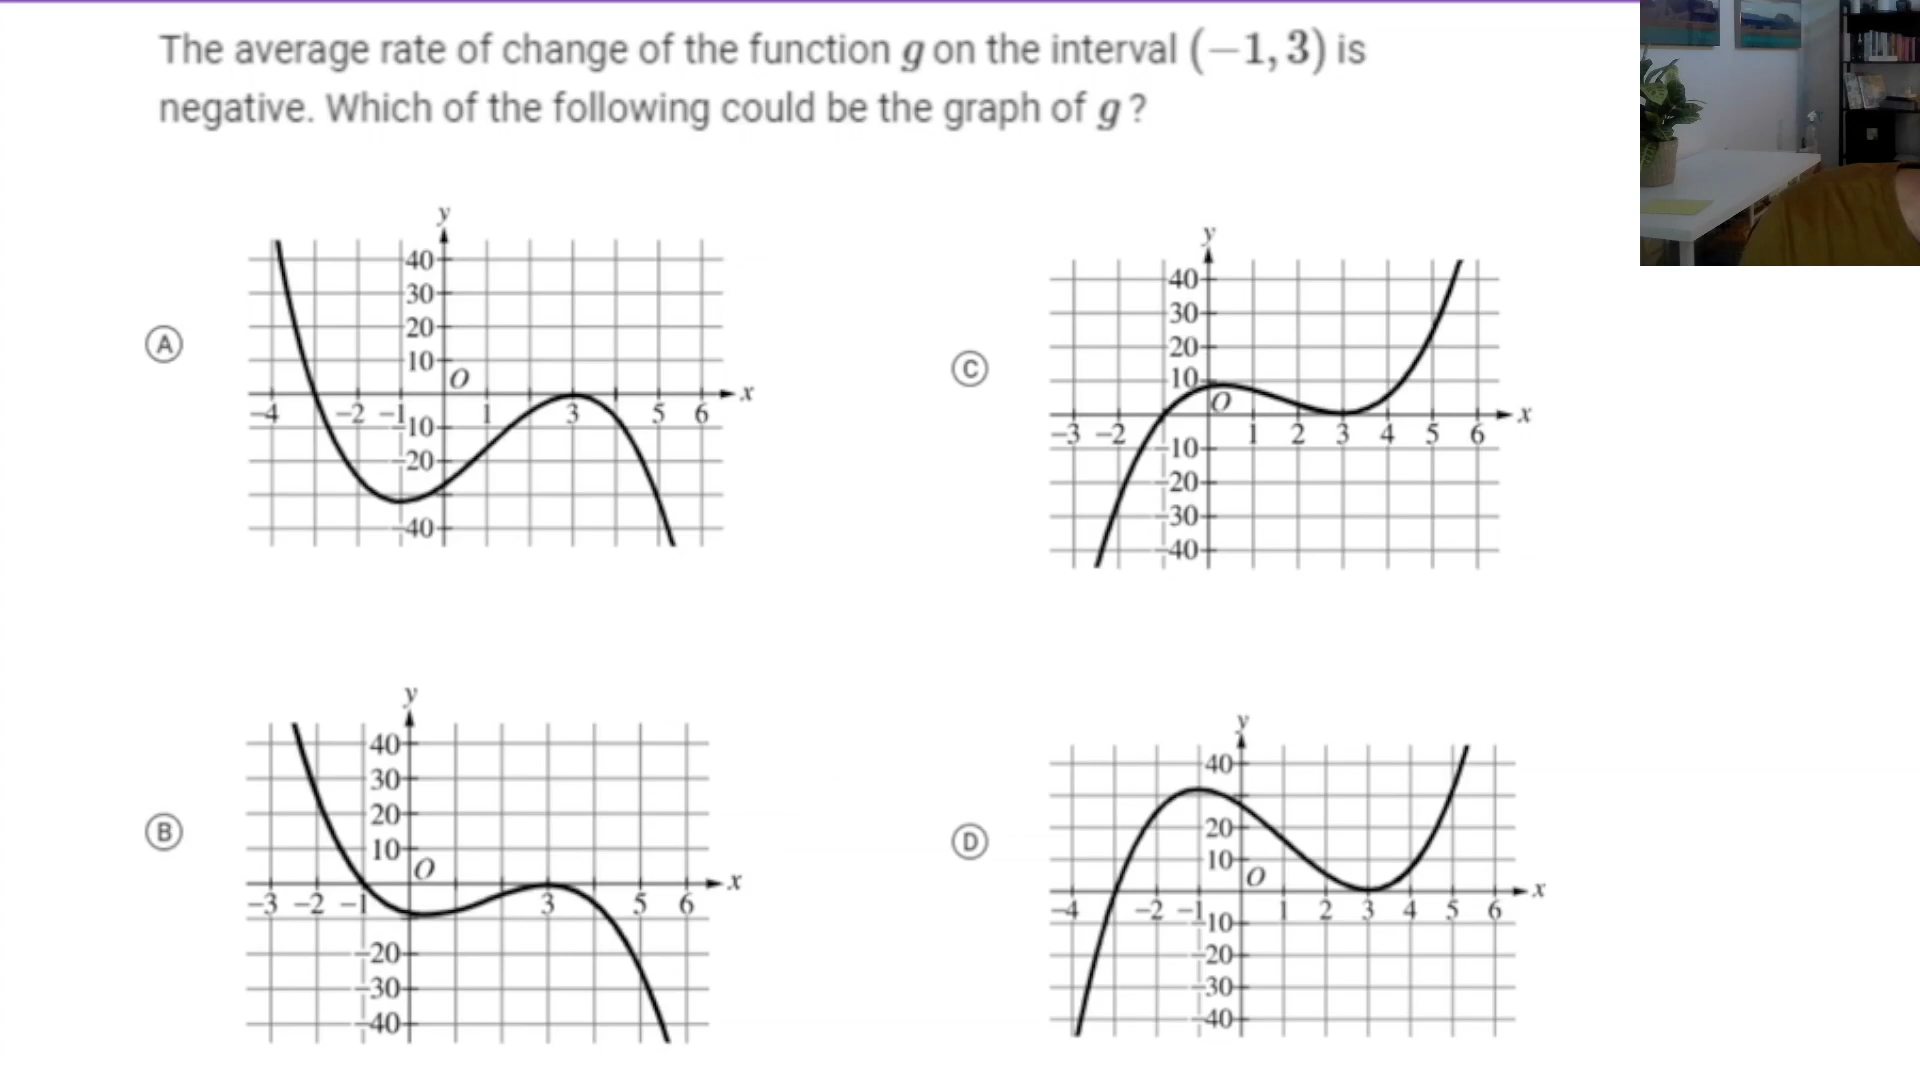 The average rate of change of the function g on the interval (−1, 3) is
negative. Which of the following could be the graph of g ?
A
y
40
30
20
10
O
x
−4 −2 −1 1 3 5 6
−10
−20
−40
C
y
40
30
20
10
O
x
−3 −2 1 2 3 4 5 6
−10
−20
−30
−40
B
y
40
30
20
10
O
x
−3 −2 −1 3 5 6
−20
−30
−40
D
y
40
20
10
O
x
−4 −2 −1 1 2 3 4 5 6
−10
−20
−30
−40